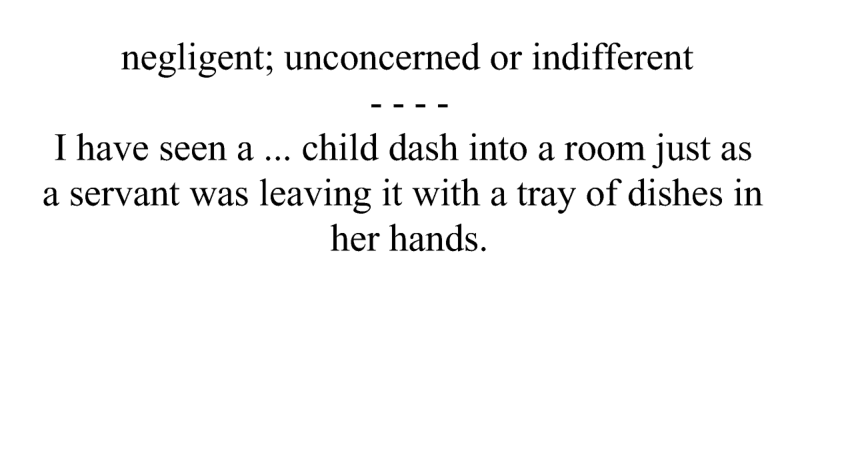 negligent; unconcerned or indifferent
- - - -
I have seen a ... child dash into a room just as
a servant was leaving it with a tray of dishes in
her hands.